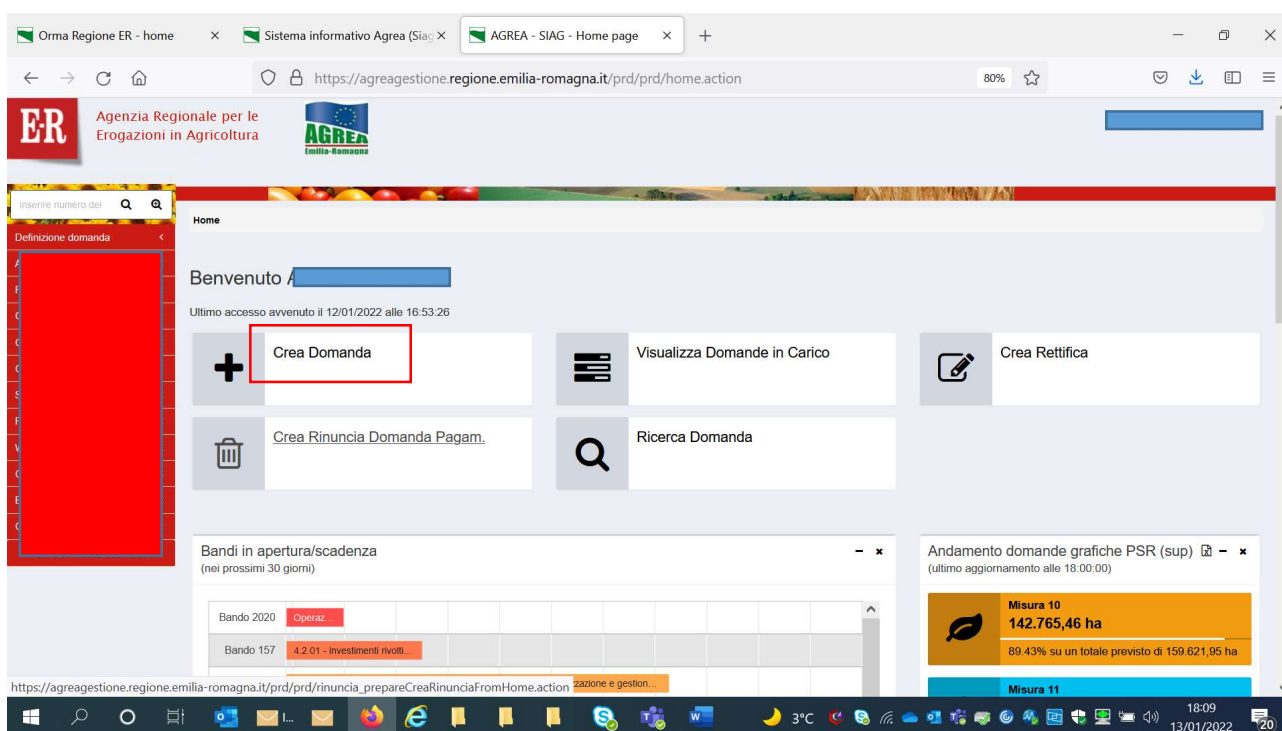 Orma Regione ER - home
Sistema informativo Agrea (Siag
AGREA - SIAG - Home page
https://agreagestione.regione.emilia-romagna.it/prd/prd/home.action
80%
E·R
Agenzia Regionale per le
Erogazioni in Agricoltura
AGREA
Emilia-Romagna
Inserire numero del
Home
Definizione domanda
Benvenuto A
Ultimo accesso avvenuto il 12/01/2022 alle 16:53:26
Crea Domanda
Visualizza Domande in Carico
Crea Rettifica
Crea Rinuncia Domanda Pagam.
Ricerca Domanda
Bandi in apertura/scadenza
(nei prossimi 30 giorni)
Andamento domande grafiche PSR (sup)
(ultimo aggiornamento alle 18:00:00)
Bando 2020
Operaz...
Bando 157
4.2.01 - Investimenti rivolti...
zzazione e gestion...
Misura 10
142.765,46 ha
89.43% su un totale previsto di 159.621,95 ha
Misura 11
https://agreagestione.regione.emilia-romagna.it/prd/prd/rinuncia_prepareCreaRinunciaFromHome.action
I...
3°C
18:09
13/01/2022
20